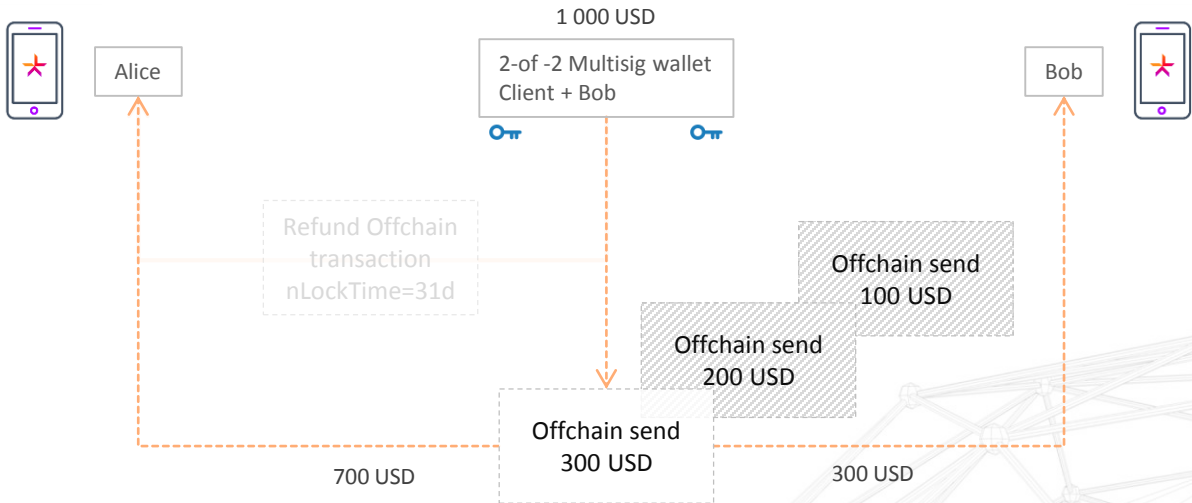 1 000 USD
Alice
2-of -2 Multisig wallet
Client + Bob
Bob
Refund Offchain
transaction
nLockTime=31d
Offchain send
100 USD
Offchain send
200 USD
Offchain send
300 USD
700 USD
300 USD